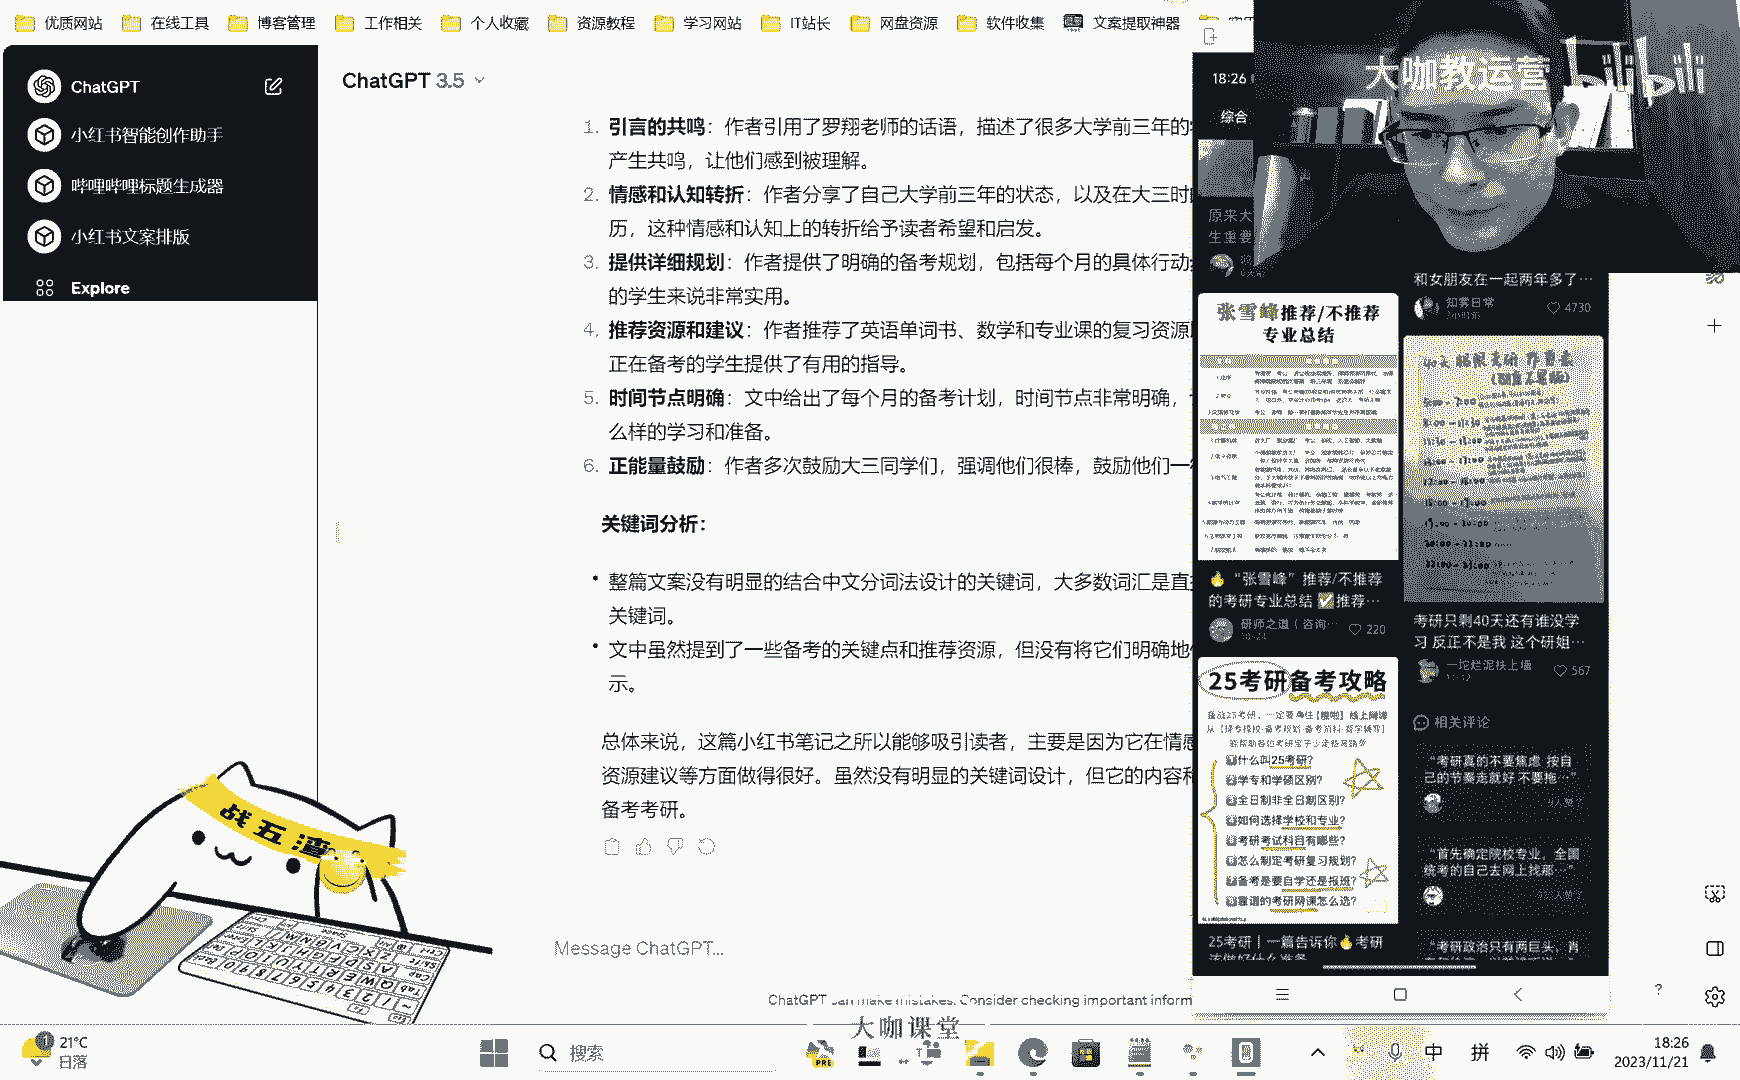 优质网站 在线工具 博客管理 工作相关 个人收藏 资源教程 学习网站 IT站长 网盘资源 软件收集 文案提取神器
ChatGPT
小红书智能创作助手
哔哩哔哩标题生成器
小红书文案排版
Explore
ChatGPT 3.5
1. 引言的共鸣：作者引用了罗翔老师的话语，描述了很多大学前三年的
产生共鸣，让他们感到被理解。
2. 情感和认知转折：作者分享了自己大学前三年的状态，以及在大三时
历，这种情感和认知上的转折给予读者希望和启发。
3. 提供详细规划：作者提供了明确的备考规划，包括每个月的具体行动
的学生来说非常实用。
4. 推荐资源和建议：作者推荐了英语单词书、数学和专业课的复习资源
正在备考的学生提供了有用的指导。
5. 时间节点明确：文中给出了每个月的备考计划，时间节点非常明确，
么样的学习和准备。
6. 正能量鼓励：作者多次鼓励大三同学们，强调他们很棒，鼓励他们一
关键词分析：
• 整篇文案没有明显的结合中文分词法设计的关键词，大多数词汇是直
关键词。
• 文中虽然提到了一些备考的关键点和推荐资源，但没有将它们明确地
示。
总体来说，这篇小红书笔记之所以能够吸引读者，主要是因为它在情感
资源建议等方面做得很好。虽然没有明显的关键词设计，但它的内容和
备考考研。
Message ChatGPT...
ChatGPT can make mistakes. Consider checking important inform
大咖课堂
战五渣
大咖教运营
bilibili
18:26
综合
原来大
生重要
和女朋友在一起两年多了…
知雾日常
4730
张雪峰推荐/不推荐
专业总结
🔥“张雪峰”推荐/不推荐
的考研专业总结 ✅推荐…
研师之道（咨询…
220
考研只剩40天还有谁没学
习 反正不是我 这个研姐…
一坨烂泥扶上墙
567
25考研备考攻略
什么叫25考研?
学专和学硕区别?
全日制非全日制区别?
如何选择学校和专业?
考研考试科目有哪些?
怎么制定考研复习规划?
备考是要自学还是报班?
靠谱的考研网课怎么选?
25考研丨一篇告诉你🔥考研
相关评论
“考研真的不要焦虑 按自
己的节奏走就好 不要拖…”
“首先确定院校专业，全国
统考的自己去网上找那…”
“考研政治只有两巨头，肖
21°C
日落
搜索
中 拼
18:26
2023/11/21